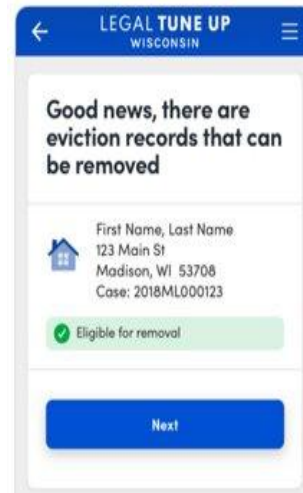 LEGAL TUNE UP
WISCONSIN
Good news, there are
eviction records that can
be removed
First Name, Last Name
123 Main St
Madison, WI 53708
Case: 2018ML000123
Eligible for removal
Next